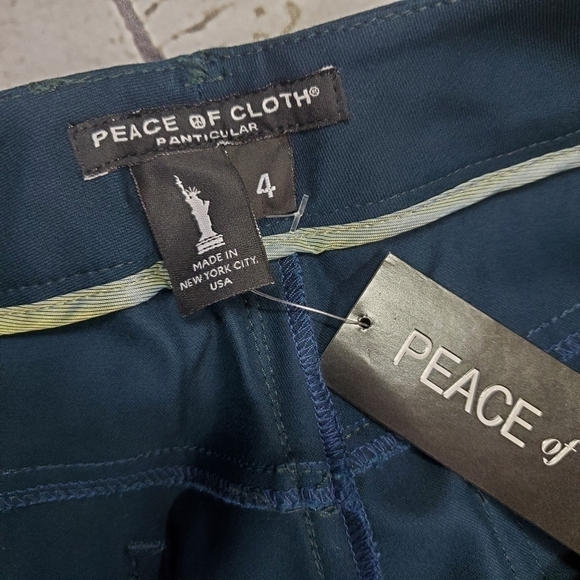 PEACE OF CLOTH®
PANTICULAR
4
MADE IN
NEW YORK CITY.
USA
PEACE of